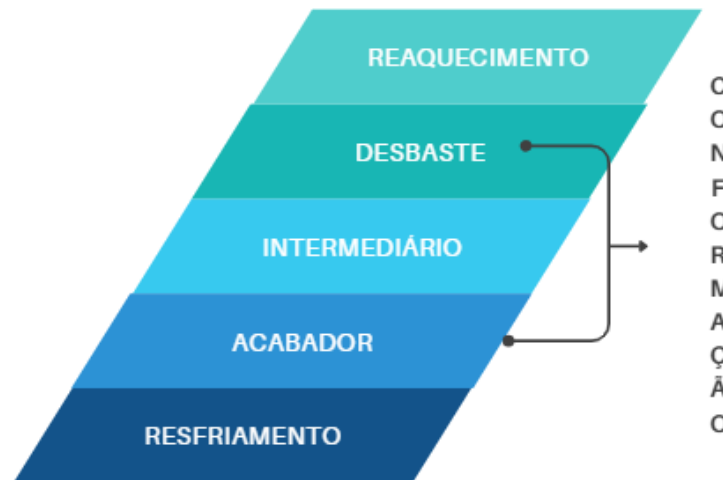 REAQUECIMENTO
DESBASTE
INTERMEDIÁRIO
ACABADOR
RESFRIAMENTO
C
O
N
F
O
R
M
A
Ç
Ã
O